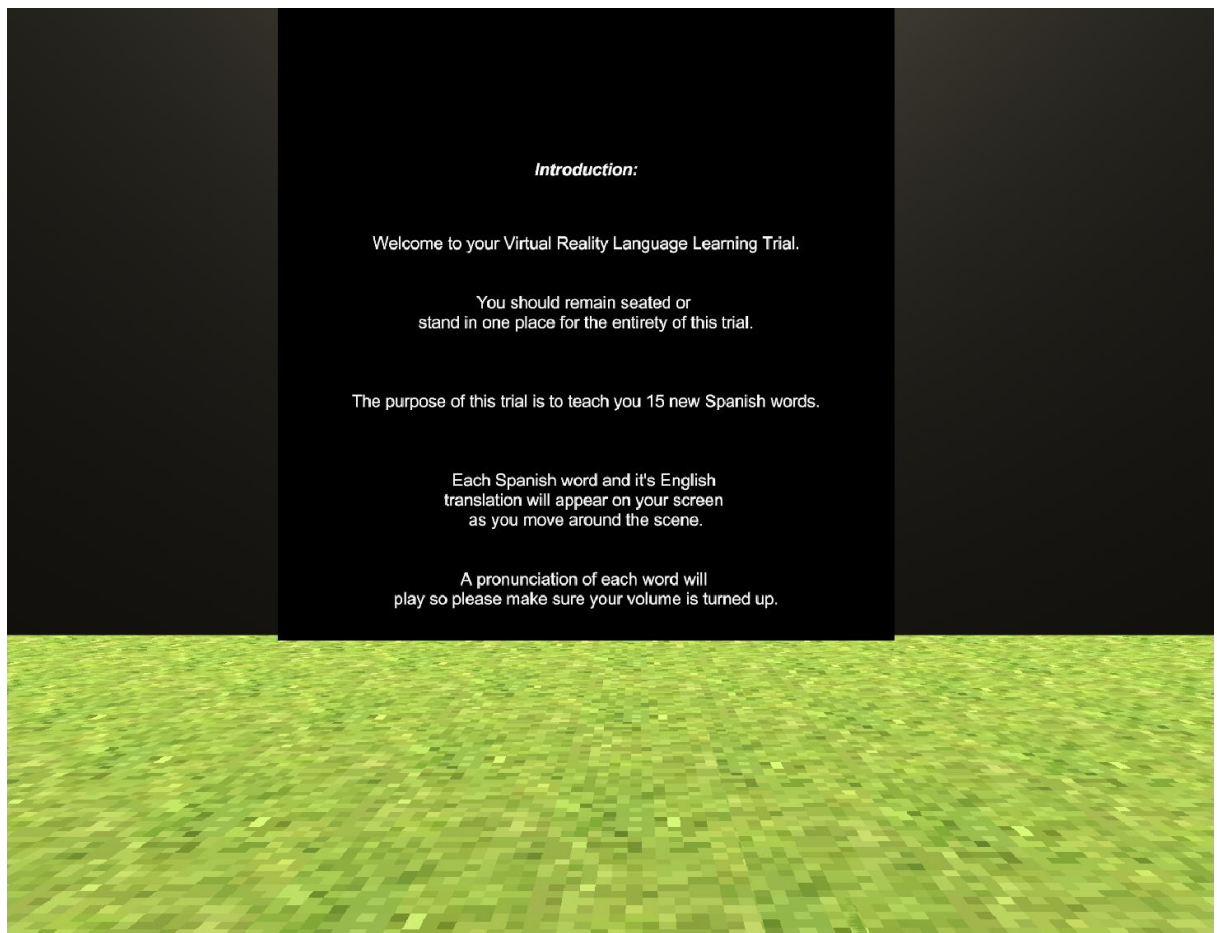 Introduction:
Welcome to your Virtual Reality Language Learning Trial.
You should remain seated or
stand in one place for the entirety of this trial.
The purpose of this trial is to teach you 15 new Spanish words.
Each Spanish word and it's English
translation will appear on your screen
as you move around the scene.
A pronunciation of each word will
play so please make sure your volume is turned up.